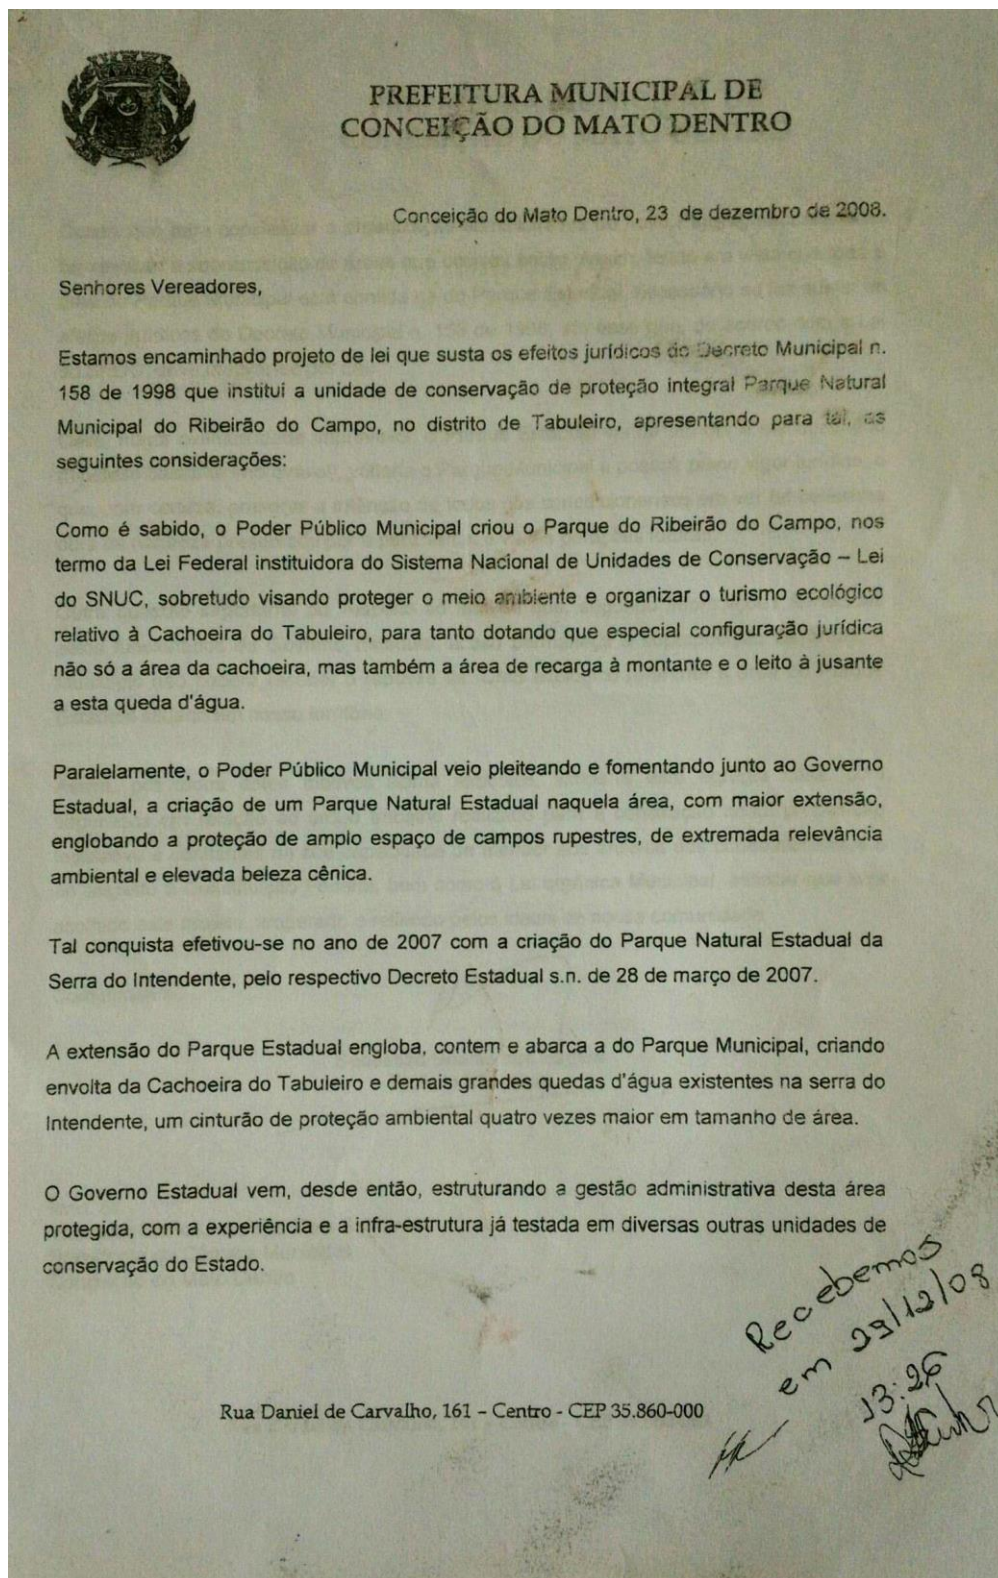 PREFEITURA MUNICIPAL DE
CONCEIÇÃO DO MATO DENTRO
Conceição do Mato Dentro, 23 de dezembro de 2008.
Senhores Vereadores,
Estamos encaminhado projeto de lei que susta os efeitos jurídicos do Decreto Municipal n.
158 de 1998 que institui a unidade de conservação de proteção integral Parque Natural
Municipal do Ribeirão do Campo, no distrito de Tabuleiro, apresentando para tal, as
seguintes considerações:
Como é sabido, o Poder Público Municipal criou o Parque do Ribeirão do Campo, nos
termo da Lei Federal instituidora do Sistema Nacional de Unidades de Conservação – Lei
do SNUC, sobretudo visando proteger o meio ambiente e organizar o turismo ecológico
relativo à Cachoeira do Tabuleiro, para tanto dotando que especial configuração jurídica
não só a área da cachoeira, mas também a área de recarga à montante e o leito à jusante
a esta queda d'água.
Paralelamente, o Poder Público Municipal veio pleiteando e fomentando junto ao Governo
Estadual, a criação de um Parque Natural Estadual naquela área, com maior extensão,
englobando a proteção de amplo espaço de campos rupestres, de extremada relevância
ambiental e elevada beleza cênica.
Tal conquista efetivou-se no ano de 2007 com a criação do Parque Natural Estadual da
Serra do Intendente, pelo respectivo Decreto Estadual s.n. de 28 de março de 2007.
A extensão do Parque Estadual engloba, contem e abarca a do Parque Municipal, criando
envolta da Cachoeira do Tabuleiro e demais grandes quedas d'água existentes na serra do
Intendente, um cinturão de proteção ambiental quatro vezes maior em tamanho de área.
O Governo Estadual vem, desde então, estruturando a gestão administrativa desta área
protegida, com a experiência e a infra-estrutura já testada em diversas outras unidades de
conservação do Estado.
Recebemos
em 29/12/08
13:26
Rua Daniel de Carvalho, 161 – Centro - CEP 35.860-000